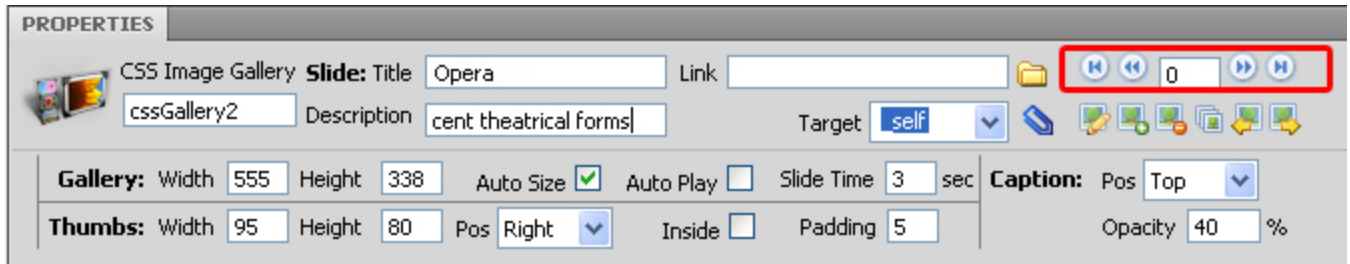 PROPERTIES
CSS Image Gallery Slide: Title Opera Link 0
cssGallery2 Description cent theatrical forms Target _self
Gallery: Width 555 Height 338 Auto Size Auto Play Slide Time 3 sec Caption: Pos Top
Thumbs: Width 95 Height 80 Pos Right Inside Padding 5 Opacity 40 %